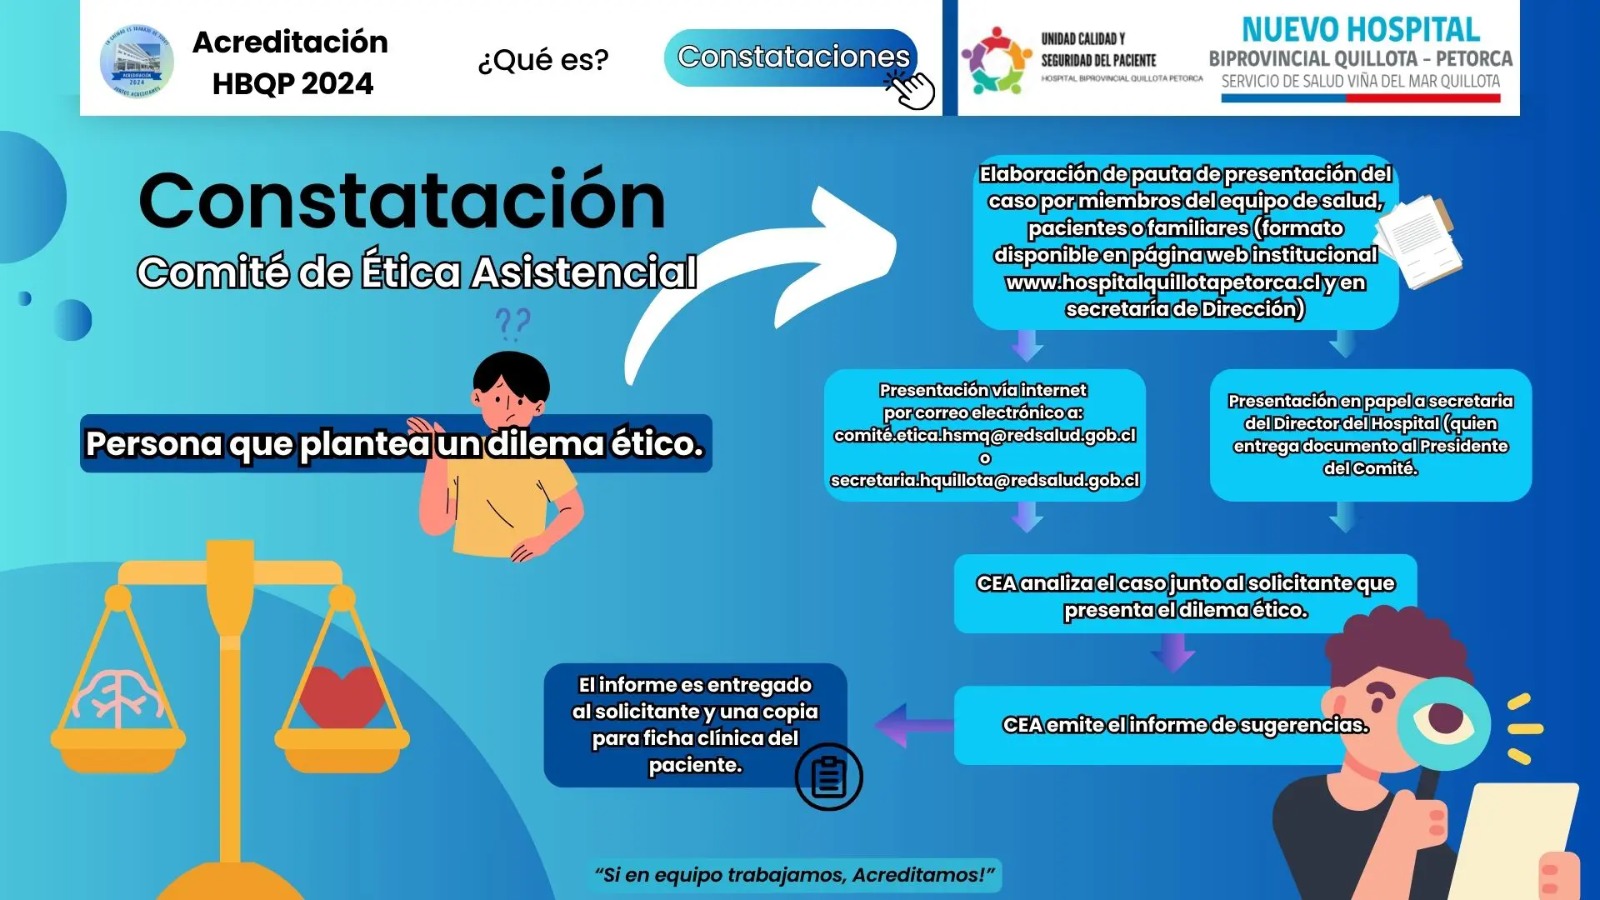 Acreditación
HBQP 2024
¿Qué es?
Constataciones
UNIDAD CALIDAD Y
SEGURIDAD DEL PACIENTE
HOSPITAL BIPROVINCIAL QUILLOTA PETORCA
NUEVO HOSPITAL
BIPROVINCIAL QUILLOTA - PETORCA
SERVICIO DE SALUD VIÑA DEL MAR QUILLOTA
ACREDITACIÓN
2024
Constatación
Comité de Ética Asistencial
??
Persona que plantea un dilema ético.
Elaboración de pauta de presentación del
caso por miembros del equipo de salud,
pacientes o familiares (formato
disponible en página web institucional
www.hospitalquillotapetorca.cl y en
secretaría de Dirección)
Presentación vía internet
por correo electrónico a:
comité.etica.hsmq@redsalud.gob.cl
o
secretaria.hquillota@redsalud.gob.cl
Presentación en papel a secretaria
del Director del Hospital (quien
entrega documento al Presidente
del Comité.
CEA analiza el caso junto al solicitante que
presenta el dilema ético.
CEA emite el informe de sugerencias.
El informe es entregado
al solicitante y una copia
para ficha clínica del
paciente.
“Si en equipo trabajamos, Acreditamos!”